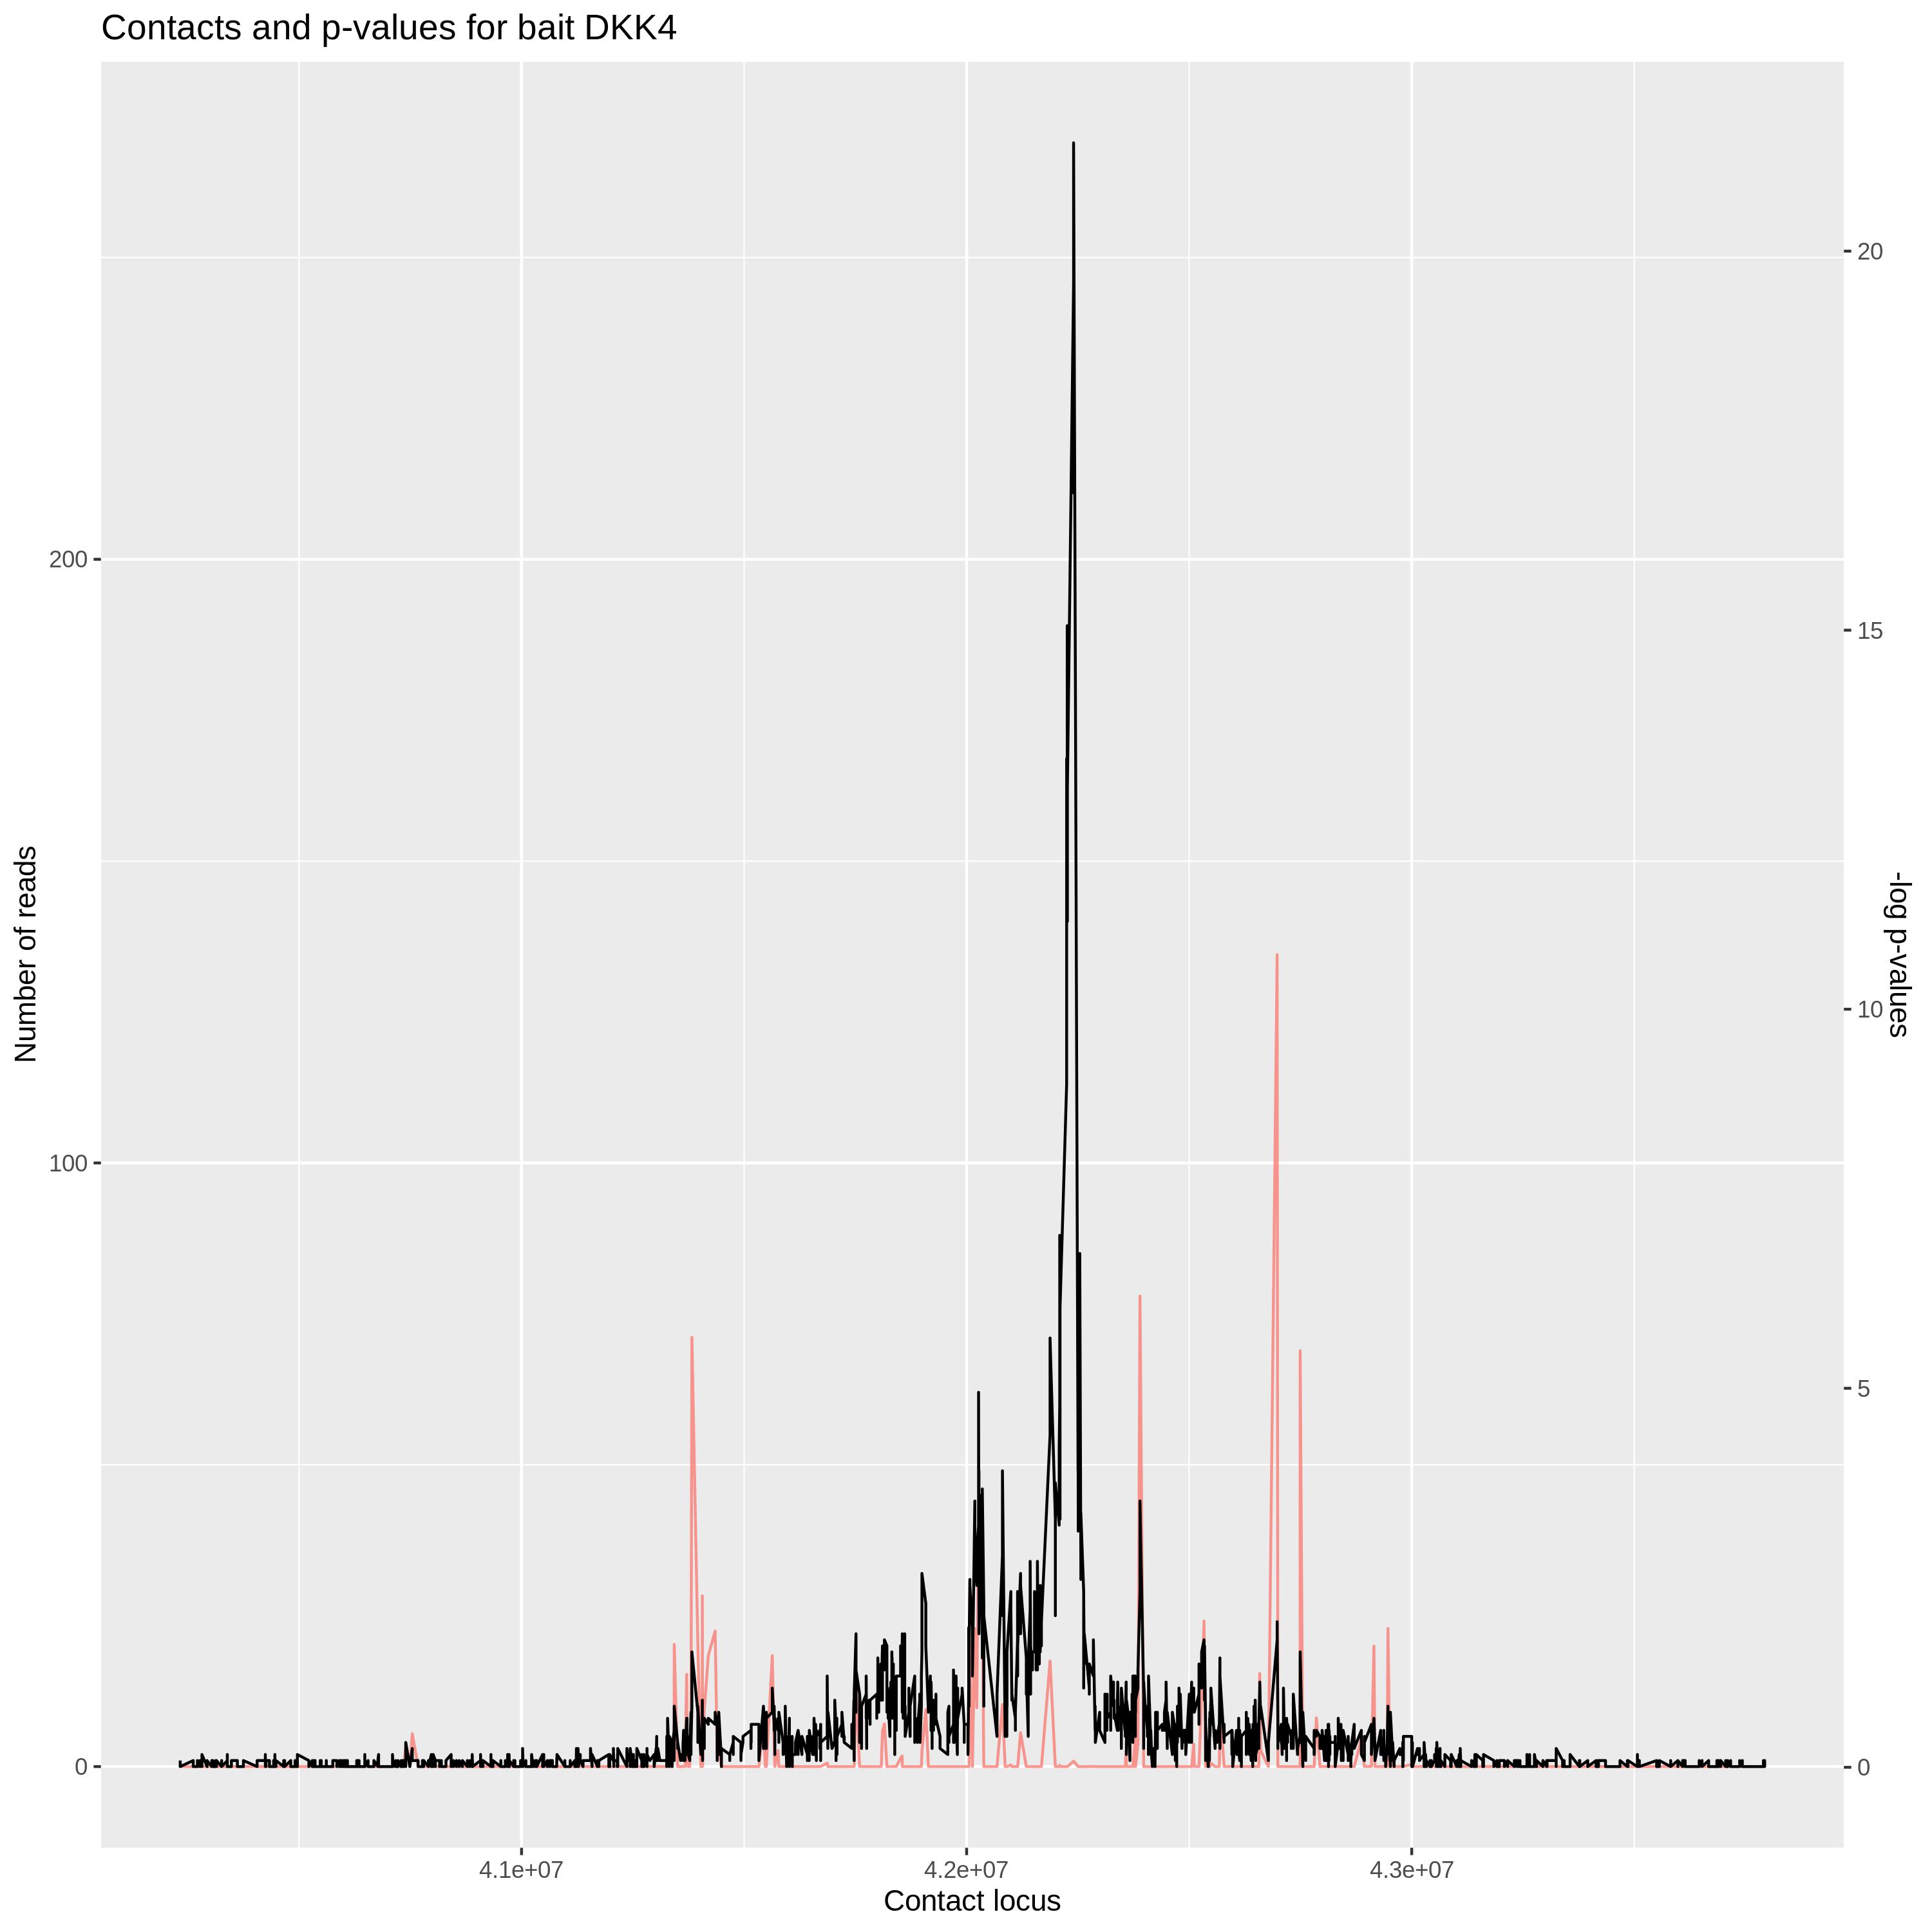 Contacts and p-values for bait DKK4
Number of reads
200
100
0
20
15
10
5
0
-log p-values
4.1e+07
4.2e+07
4.3e+07
Contact locus